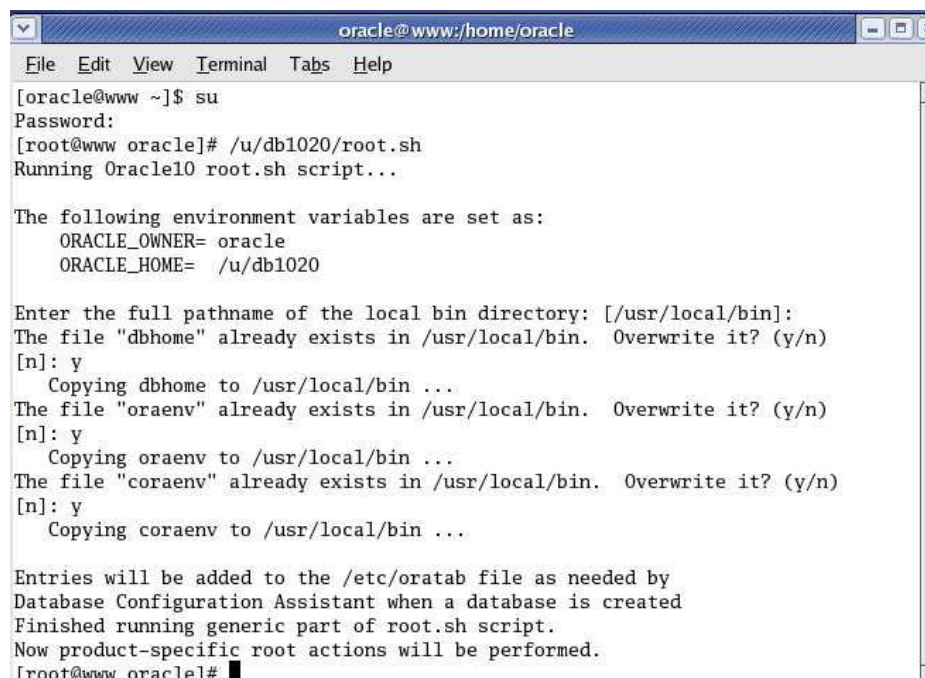 oracle@www:/home/oracle
File Edit View Terminal Tabs Help
[oracle@www ~]$ su
Password:
[root@www oracle]# /u/db1020/root.sh
Running Oracle10 root.sh script...
The following environment variables are set as:
ORACLE_OWNER= oracle
ORACLE_HOME= /u/db1020
Enter the full pathname of the local bin directory: [/usr/local/bin]:
The file "dbhome" already exists in /usr/local/bin. Overwrite it? (y/n)
[n]: y
Copying dbhome to /usr/local/bin ...
The file "oraenv" already exists in /usr/local/bin. Overwrite it? (y/n)
[n]: y
Copying oraenv to /usr/local/bin ...
The file "coraenv" already exists in /usr/local/bin. Overwrite it? (y/n)
[n]: y
Copying coraenv to /usr/local/bin ...
Entries will be added to the /etc/oratab file as needed by
Database Configuration Assistant when a database is created
Finished running generic part of root.sh script.
Now product-specific root actions will be performed.
[root@www oracle]#